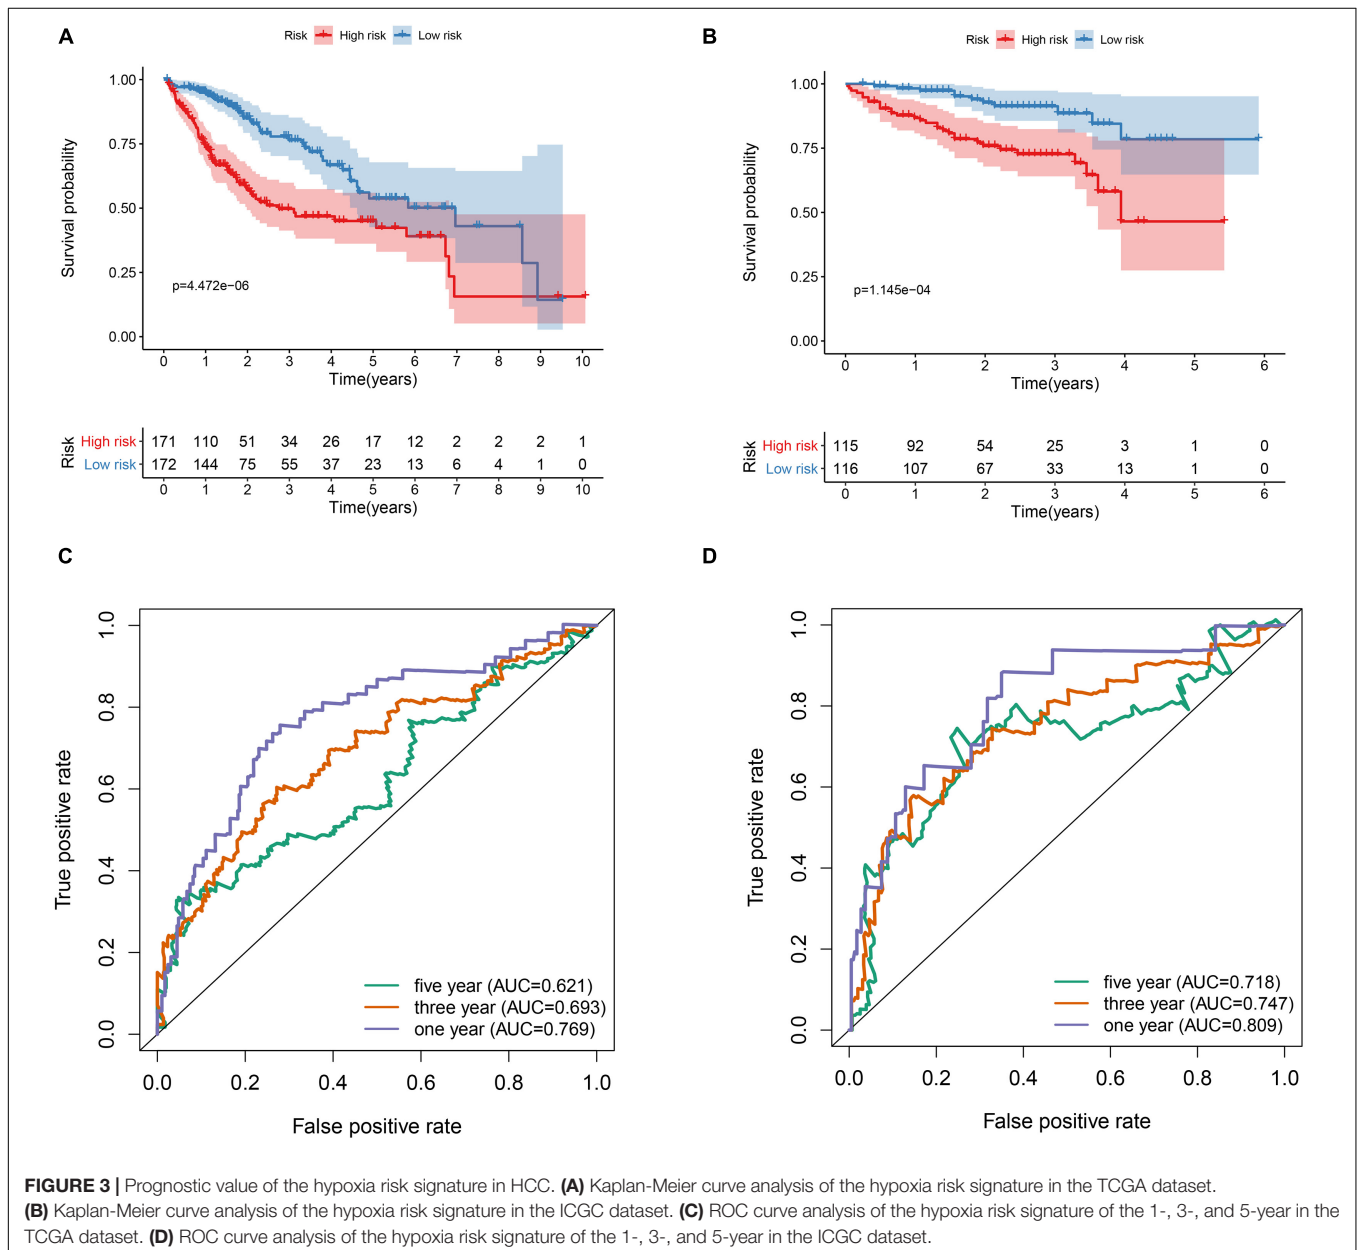 A
Risk High risk Low risk
Survival probability
1.00
0.75
0.50
0.25
0.00
p=4.472e−06
0 1 2 3 4 5 6 7 8 9 10
Time(years)
Risk
High risk 171 110 51 34 26 17 12 2 2 2 1
Low risk 172 144 75 55 37 23 13 6 4 1 0
0 1 2 3 4 5 6 7 8 9 10
Time(years)
B
Risk High risk Low risk
Survival probability
1.00
0.75
0.50
0.25
0.00
p=1.145e−04
0 1 2 3 4 5 6
Time(years)
Risk
High risk 115 92 54 25 3 1 0
Low risk 116 107 67 33 13 1 0
0 1 2 3 4 5 6
Time(years)
C
True positive rate
1.0
0.8
0.6
0.4
0.2
0.0
five year (AUC=0.621)
three year (AUC=0.693)
one year (AUC=0.769)
0.0 0.2 0.4 0.6 0.8 1.0
False positive rate
D
True positive rate
1.0
0.8
0.6
0.4
0.2
0.0
five year (AUC=0.718)
three year (AUC=0.747)
one year (AUC=0.809)
0.0 0.2 0.4 0.6 0.8 1.0
False positive rate
FIGURE 3 | Prognostic value of the hypoxia risk signature in HCC. (A) Kaplan-Meier curve analysis of the hypoxia risk signature in the TCGA dataset.
(B) Kaplan-Meier curve analysis of the hypoxia risk signature in the ICGC dataset. (C) ROC curve analysis of the hypoxia risk signature of the 1-, 3-, and 5-year in the
TCGA dataset. (D) ROC curve analysis of the hypoxia risk signature of the 1-, 3-, and 5-year in the ICGC dataset.